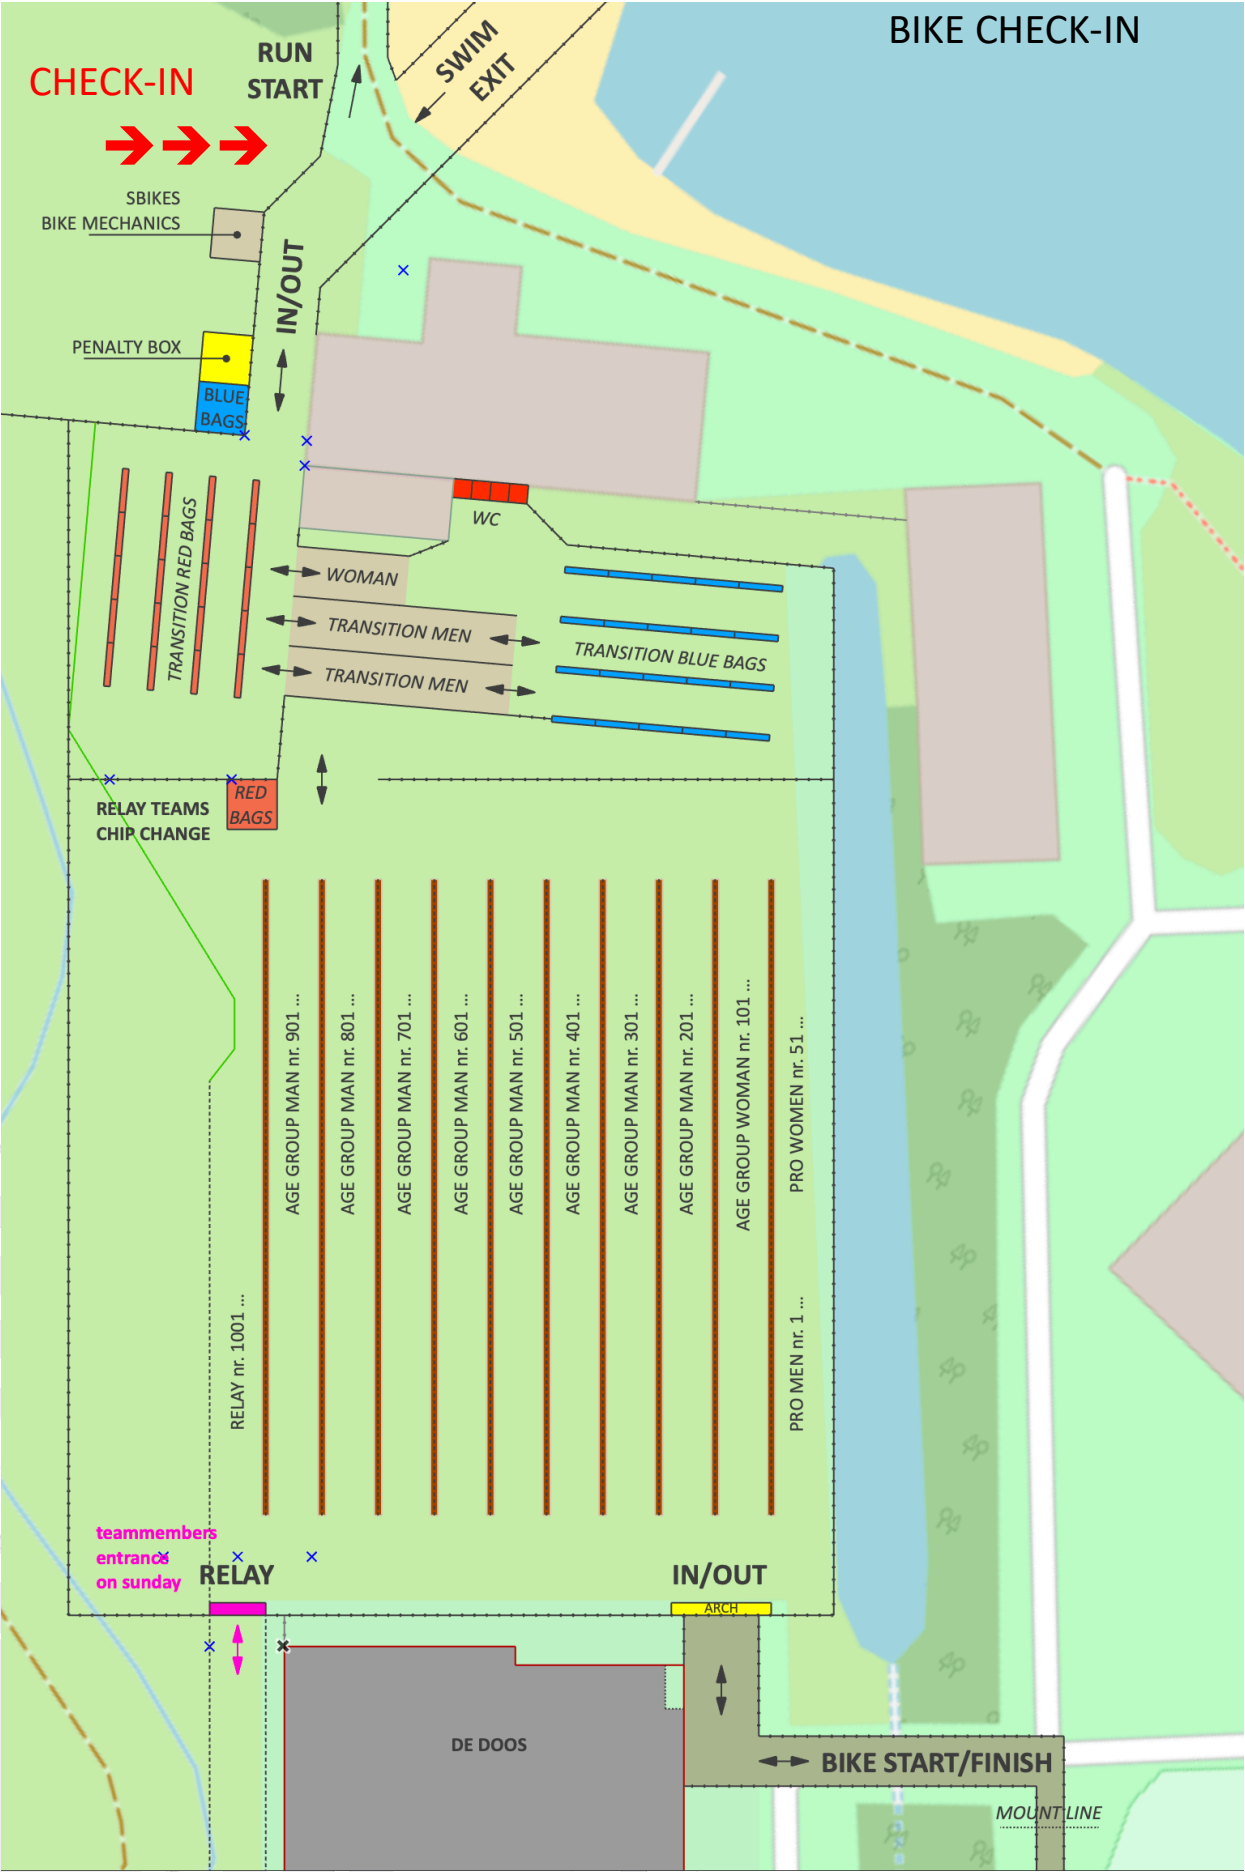 BIKE CHECK-IN
CHECK-IN
RUN
START
SWIM
EXIT
SBIKES
BIKE MECHANICS
IN/OUT
PENALTY BOX
BLUE
BAGS
TRANSITION RED BAGS
WC
WOMAN
TRANSITION MEN
TRANSITION MEN
TRANSITION BLUE BAGS
RELAY TEAMS
CHIP CHANGE
RED
BAGS
RELAY nr. 1001 ...
AGE GROUP MAN nr. 901 ...
AGE GROUP MAN nr. 801 ...
AGE GROUP MAN nr. 701 ...
AGE GROUP MAN nr. 601 ...
AGE GROUP MAN nr. 501 ...
AGE GROUP MAN nr. 401 ...
AGE GROUP MAN nr. 301 ...
AGE GROUP MAN nr. 201 ...
AGE GROUP WOMAN nr. 101 ...
PRO WOMEN nr. 51 ...
PRO MEN nr. 1 ...
teammembers
entrance
on sunday
RELAY
IN/OUT
ARCH
DE DOOS
BIKE START/FINISH
MOUNT LINE